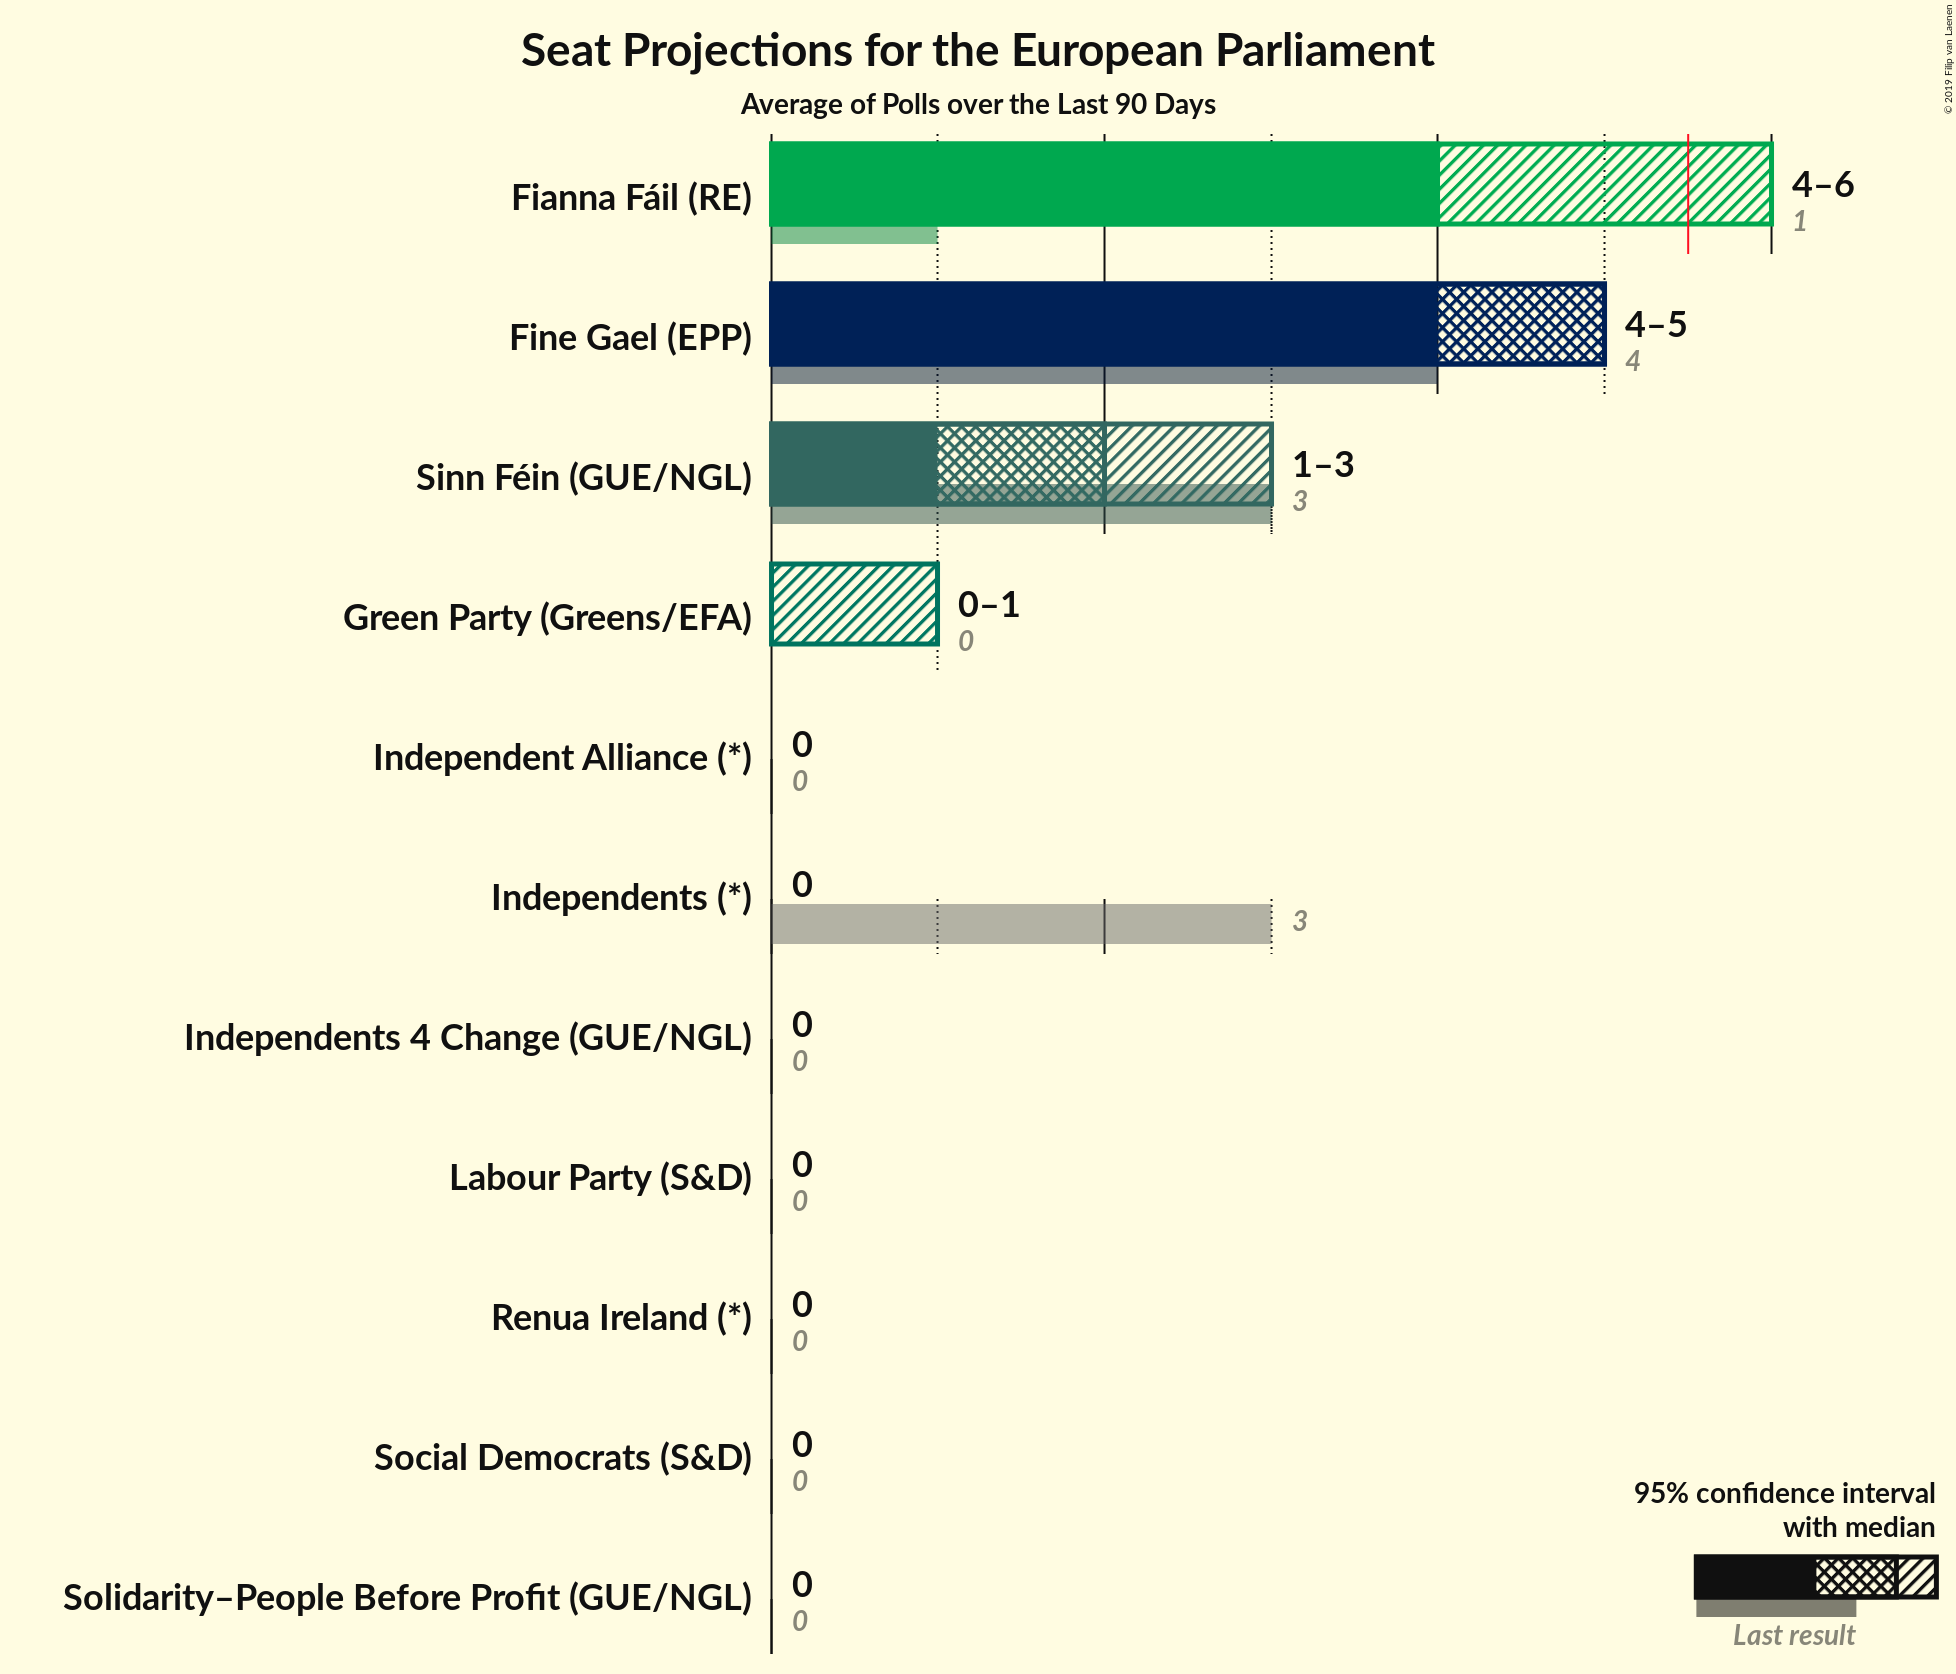 Seat Projections for the European Parliament
Average of Polls over the Last 90 Days
© 2019 Filip van Laenen
Fianna Fáil (RE)
4–6
1
Fine Gael (EPP)
4–5
4
Sinn Féin (GUE/NGL)
1–3
3
Green Party (Greens/EFA)
0–1
0
Independent Alliance (*)
0
0
Independents (*)
0
3
Independents 4 Change (GUE/NGL)
0
0
Labour Party (S&D)
0
0
Renua Ireland (*)
0
0
Social Democrats (S&D)
0
0
Solidarity–People Before Profit (GUE/NGL)
0
0
95% confidence interval
with median
Last result